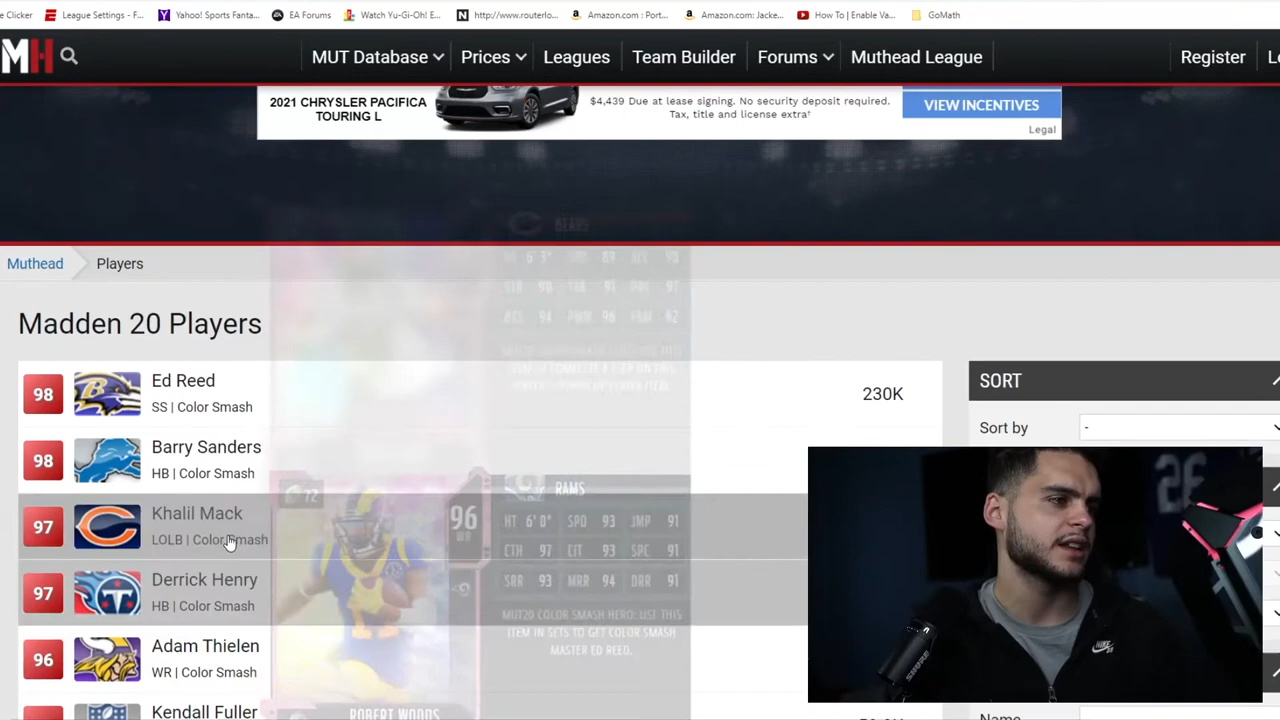 e Clicker League Settings - F... Yahoo! Sports Fanta... EA Forums Watch Yu-Gi-Oh! E... http://www.routerlo... Amazon.com : Port... Amazon.com: Jacke... How To | Enable Va... GoMath
MH MUT Database Prices Leagues Team Builder Forums Muthead League Register
2021 CHRYSLER PACIFICA
TOURING L
$4,439 Due at lease signing. No security deposit required.
Tax, title and license extra†
VIEW INCENTIVES
Legal
Muthead Players
Madden 20 Players
98 Ed Reed
SS | Color Smash
230K
98 Barry Sanders
HB | Color Smash
97 Khalil Mack
LOLB | Color Smash
97 Derrick Henry
HB | Color Smash
96 Adam Thielen
WR | Color Smash
Kendall Fuller
SORT
Sort by -
Name
BEARS
72
96
WR
RAMS
HT 6' 0" SPD 93 JMP 91
CTH 97 CIT 93 SPC 91
SRR 93 MRR 94 DRR 91
MUT20 COLOR SMASH HERO: USE THIS
ITEM IN SETS TO GET COLOR SMASH
MASTER ED REED.
ROBERT WOODS
26